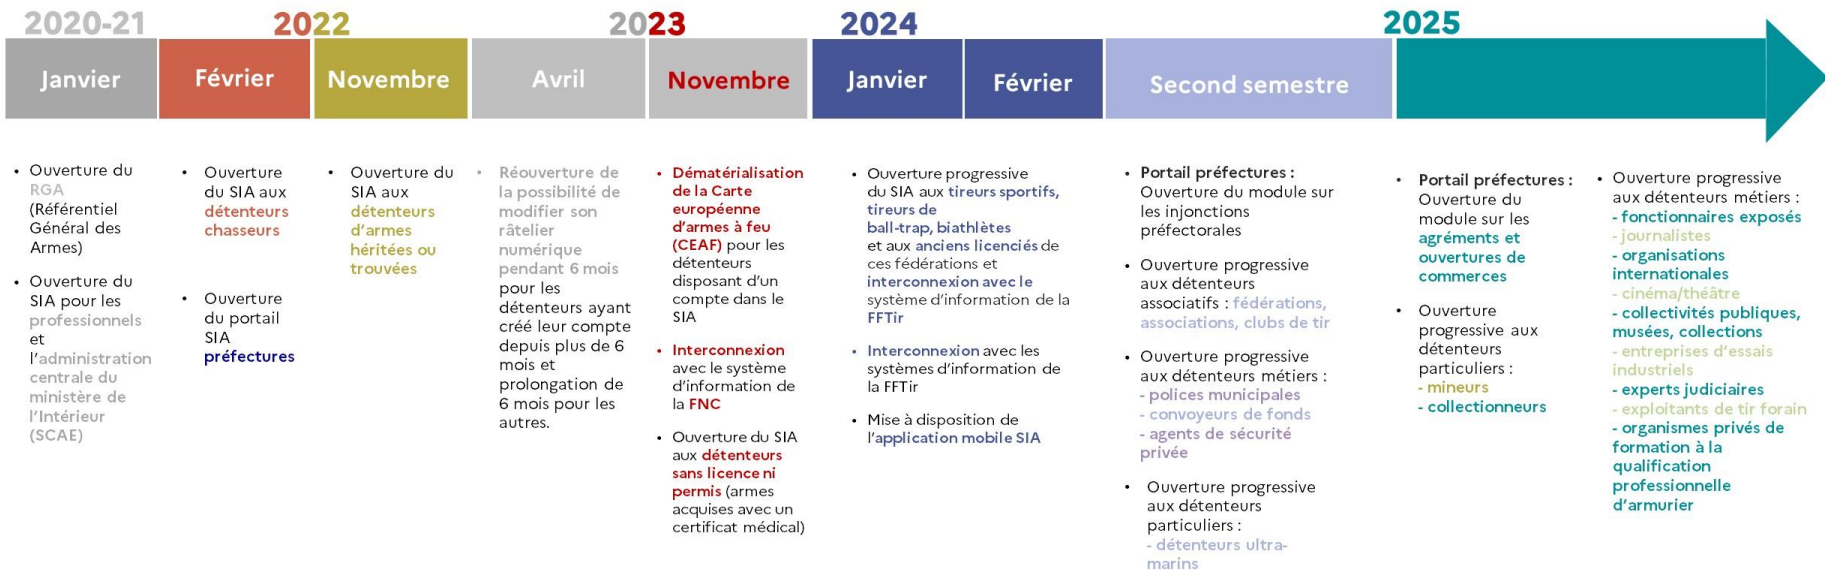 2020-21
2022
2023
2024
2025
Janvier
Février
Novembre
Avril
Novembre
Janvier
Février
Second semestre
• Ouverture du
RGA
(Référentiel
Général des
Armes)
• Ouverture du
SIA pour les
professionnels
et
l’administration
centrale du
ministère de
l’Intérieur
(SCAE)
• Ouverture
du SIA aux
détenteurs
chasseurs
• Ouverture
du portail
SIA
préfectures
• Ouverture du
SIA aux
détenteurs
d’armes
héritées ou
trouvées
• Réouverture de
la possibilité de
modifier son
râtelier
numérique
pendant 6 mois
pour les
détenteurs ayant
créé leur compte
depuis plus de 6
mois et
prolongation de
6 mois pour les
autres.
• Dématérialisation
de la Carte
européenne
d’armes à feu
(CEAF) pour les
détenteurs
disposant d’un
compte dans le
SIA
• Interconnexion
avec le système
d’information de
la FNC
• Ouverture du SIA
aux détenteurs
sans licence ni
permis (armes
acquises avec un
certificat médical)
• Ouverture progressive
du SIA aux tireurs sportifs,
tireurs de
ball-trap, biathlètes
et aux anciens licenciés de
ces fédérations et
interconnexion avec le
système d’information de la
FFTir
• Interconnexion avec les
systèmes d’information de
la FFTir
• Mise à disposition de
l’application mobile SIA
• Portail préfectures :
Ouverture du module sur
les injonctions
préfectorales
• Ouverture progressive
aux détenteurs
associatifs : fédérations,
associations, clubs de tir
• Ouverture progressive
aux détenteurs métiers :
- polices municipales
- convoyeurs de fonds
- agents de sécurité
privée
• Ouverture progressive
aux détenteurs
particuliers :
- détenteurs ultra-
marins
• Portail préfectures :
Ouverture du
module sur les
agréments et
ouvertures de
commerces
• Ouverture
progressive aux
détenteurs
particuliers :
- mineurs
- collectionneurs
• Ouverture progressive
aux détenteurs métiers :
- fonctionnaires exposés
- journalistes
- organisations
internationales
- cinéma/théâtre
- collectivités publiques,
musées, collections
- entreprises d’essais
industriels
- experts judiciaires
- exploitants de tir forain
- organismes privés de
formation à la
qualification
professionnelle
d’armurier